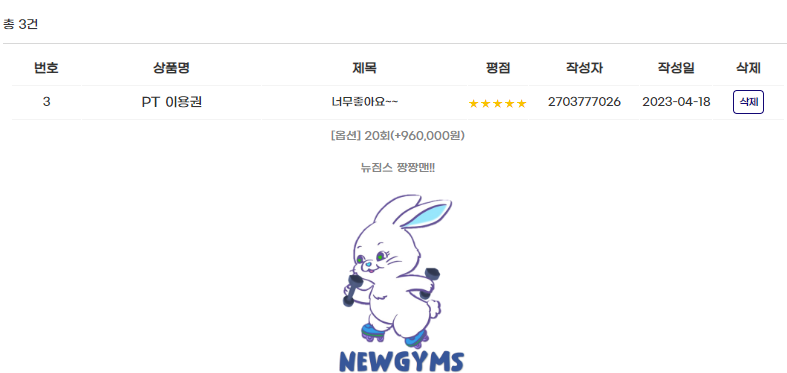 총 3건
번호 상품명 제목 평점 작성자 작성일 삭제
3 PT 이용권 너무좋아요~~ ★★★★★ 2703777026 2023-04-18 삭제
[옵션] 20회(+960,000원)
뉴짐스 짱짱맨!!
NEWGYMS